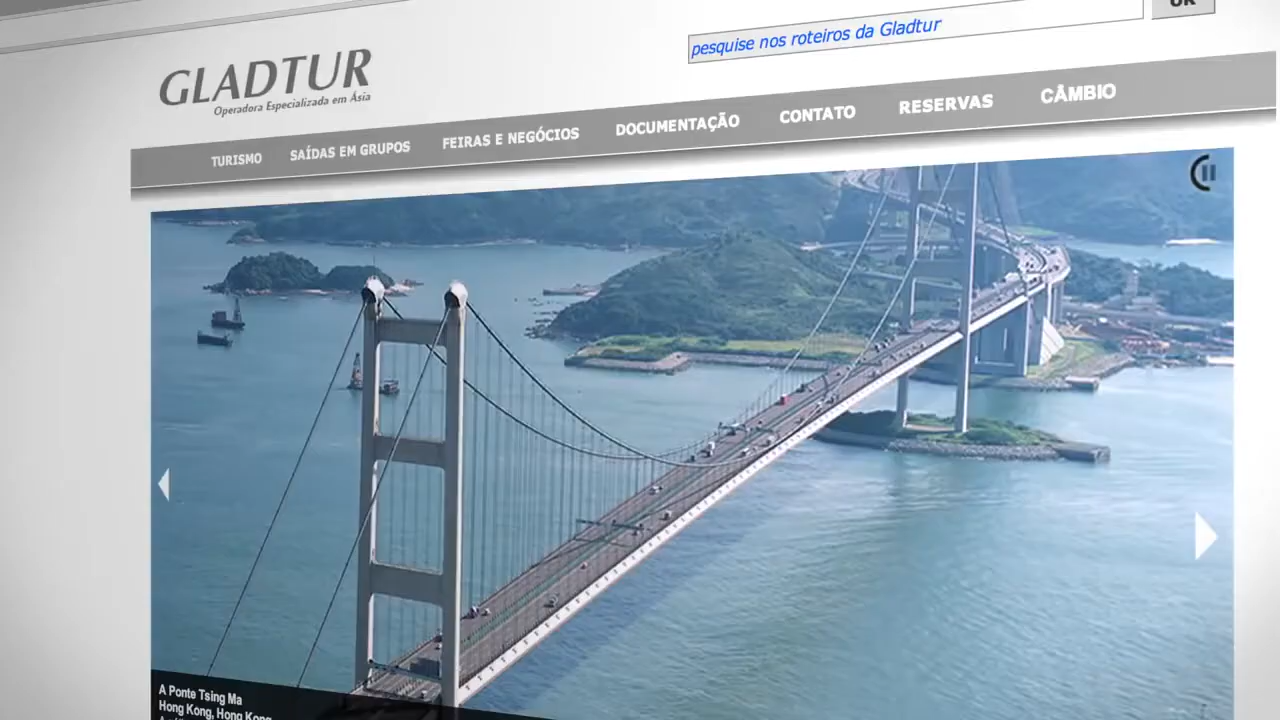 pesquise nos roteiros da Gladtur
GLADTUR
Operadora Especializada em Ásia
TURISMO
SAÍDAS EM GRUPOS
FEIRAS E NEGÓCIOS
DOCUMENTAÇÃO
CONTATO
RESERVAS
CÂMBIO
A Ponte Tsing Ma
Hong Kong, Hong Kong